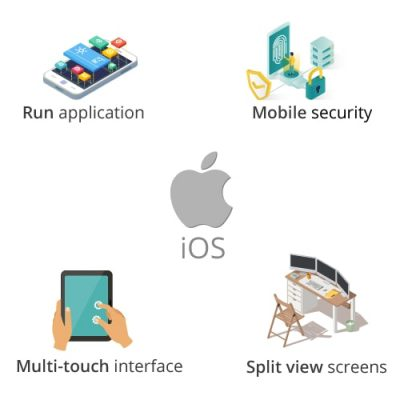 Run application
Mobile security
iOS
Multi-touch interface
Split view screens